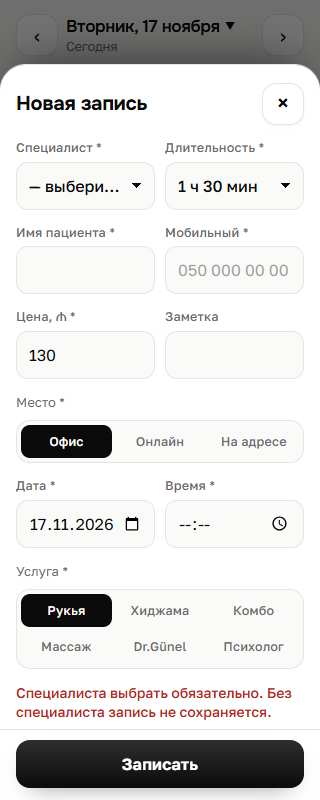 ‹
Вторник, 17 ноября ▼
Сегодня
›
Новая запись
×
Специалист *
Длительность *
— выбери...
1 ч 30 мин
Имя пациента *
Мобильный *
050 000 00 00
Цена, ₼ *
Заметка
130
Место *
Офис
Онлайн
На адресе
Дата *
Время *
17.11.2026
--:--
Услуга *
Рукья
Хиджама
Комбо
Массаж
Dr.Günel
Психолог
Специалиста выбрать обязательно. Без
специалиста запись не сохраняется.
Записать